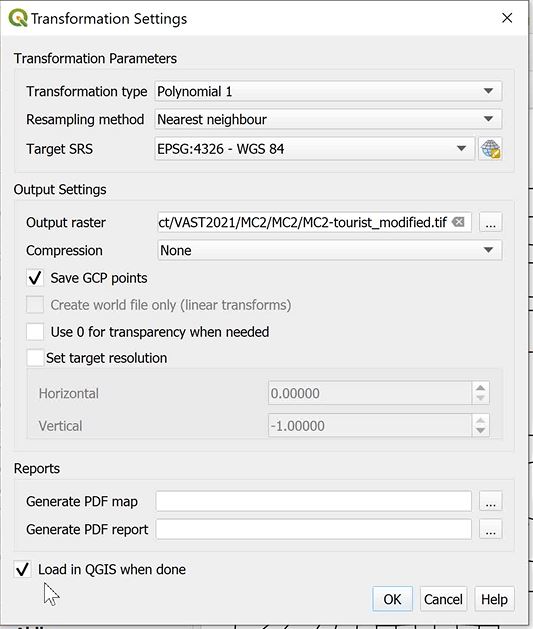 Transformation Settings
Transformation Parameters
Transformation type Polynomial 1
Resampling method Nearest neighbour
Target SRS EPSG:4326 - WGS 84
Output Settings
Output raster ct/VAST2021/MC2/MC2/MC2-tourist_modified.tif ...
Compression None
Save GCP points
Create world file only (linear transforms)
Use 0 for transparency when needed
Set target resolution
Horizontal 0.00000
Vertical -1.00000
Reports
Generate PDF map ...
Generate PDF report ...
Load in QGIS when done
OK Cancel Help